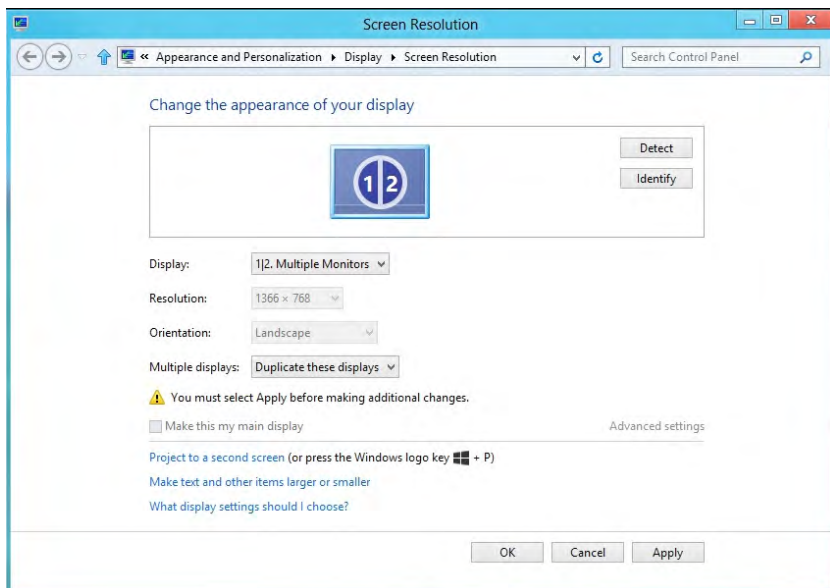 Screen Resolution
« Appearance and Personalization ▸ Display ▸ Screen Resolution
Search Control Panel
Change the appearance of your display
1|2
Detect
Identify
Display: 1|2. Multiple Monitors
Resolution: 1366 × 768
Orientation: Landscape
Multiple displays: Duplicate these displays
You must select Apply before making additional changes.
Make this my main display
Advanced settings
Project to a second screen (or press the Windows logo key + P)
Make text and other items larger or smaller
What display settings should I choose?
OK
Cancel
Apply